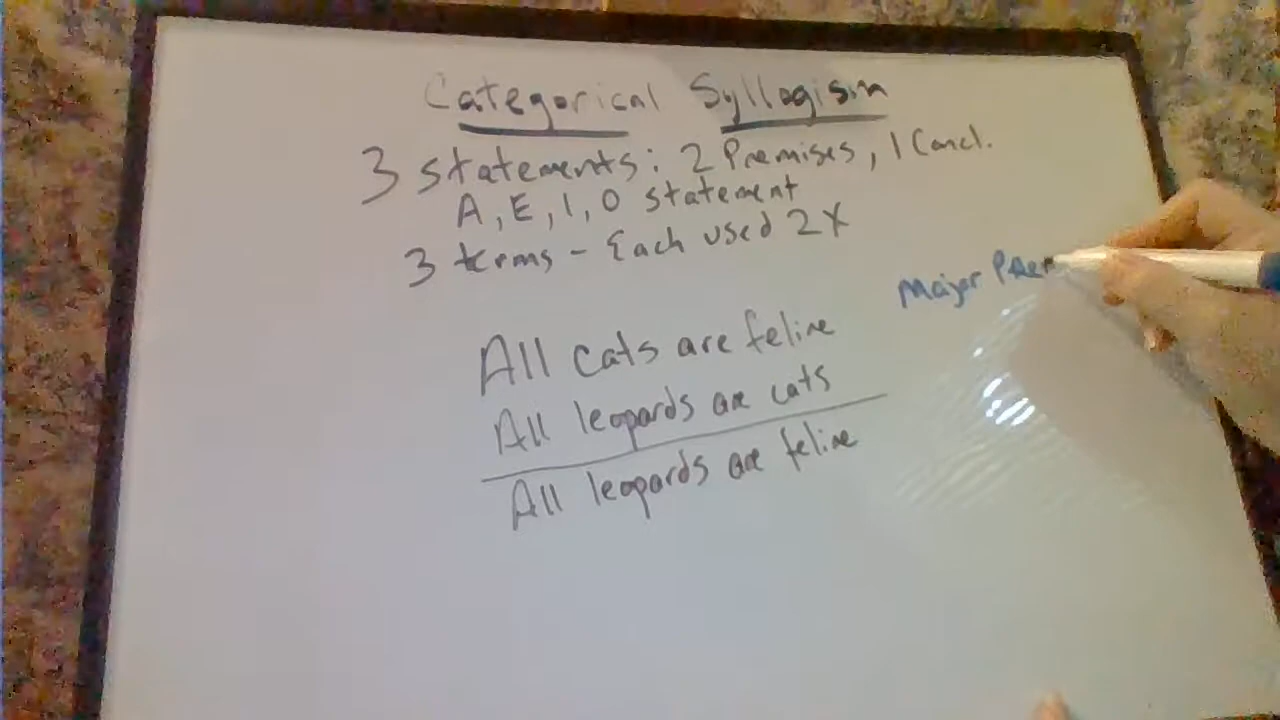 Categorical Syllogism
3 statements: 2 Premises, 1 Concl.
A, E, I, O statement
3 terms - Each used 2X
Major Prem
All cats are feline
All leopards are cats
All leopards are feline